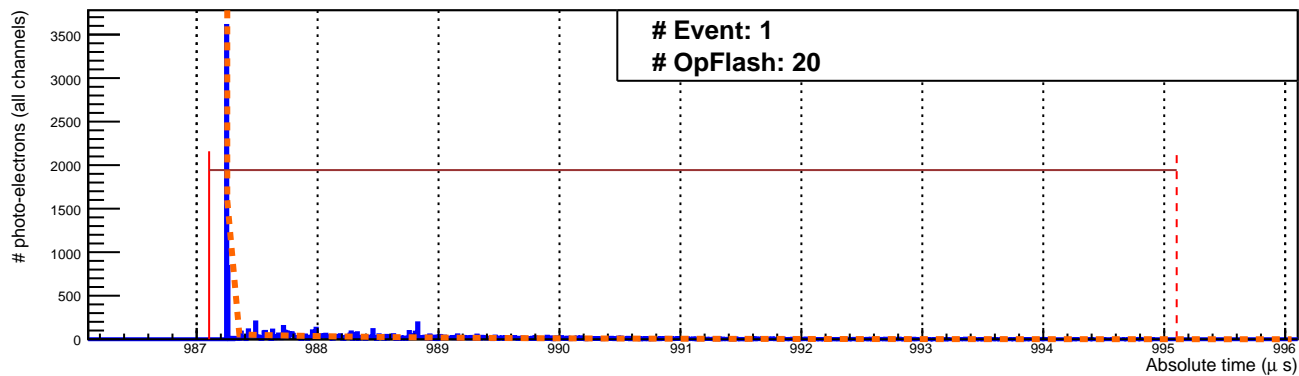 # Event: 1
# OpFlash: 20
# photo-electrons (all channels)
3500
3000
2500
2000
1500
1000
500
0
987 988 989 990 991 992 993 994 995 996
Absolute time (μ s)